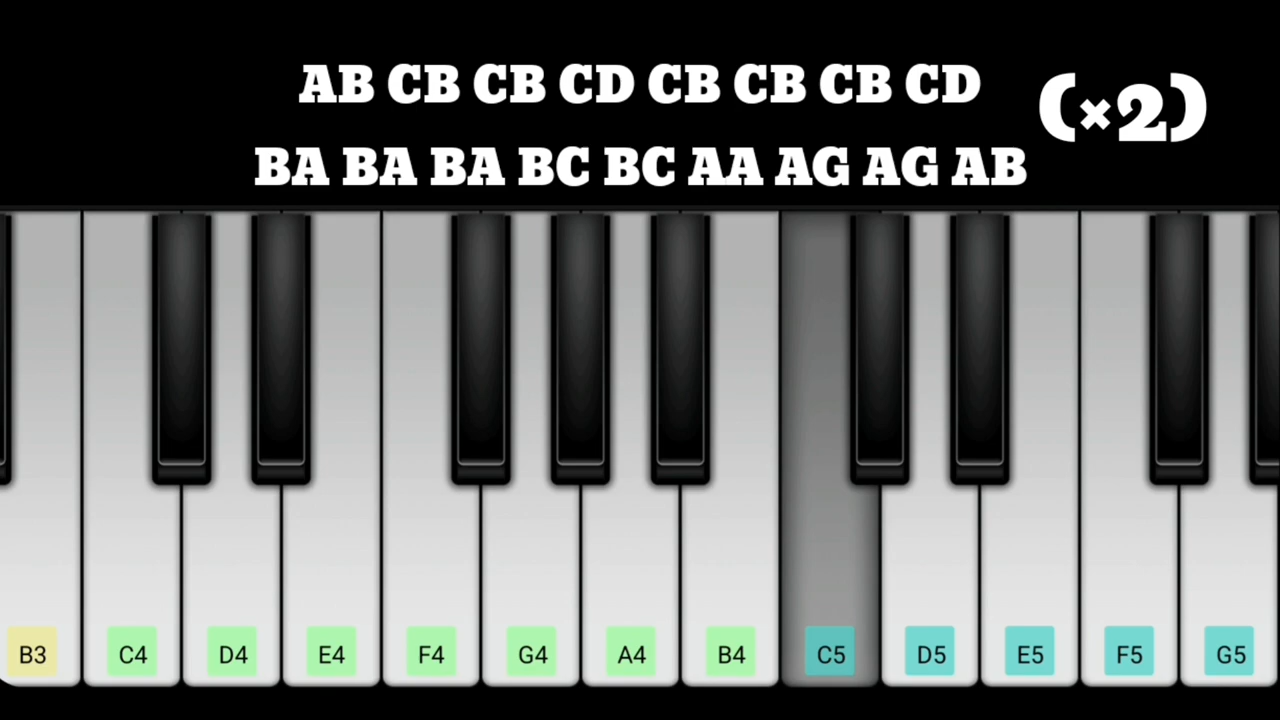 AB CB CB CD CB CB CB CD
(×2)
BA BA BA BC BC AA AG AG AB
B3 C4 D4 E4 F4 G4 A4 B4 C5 D5 E5 F5 G5